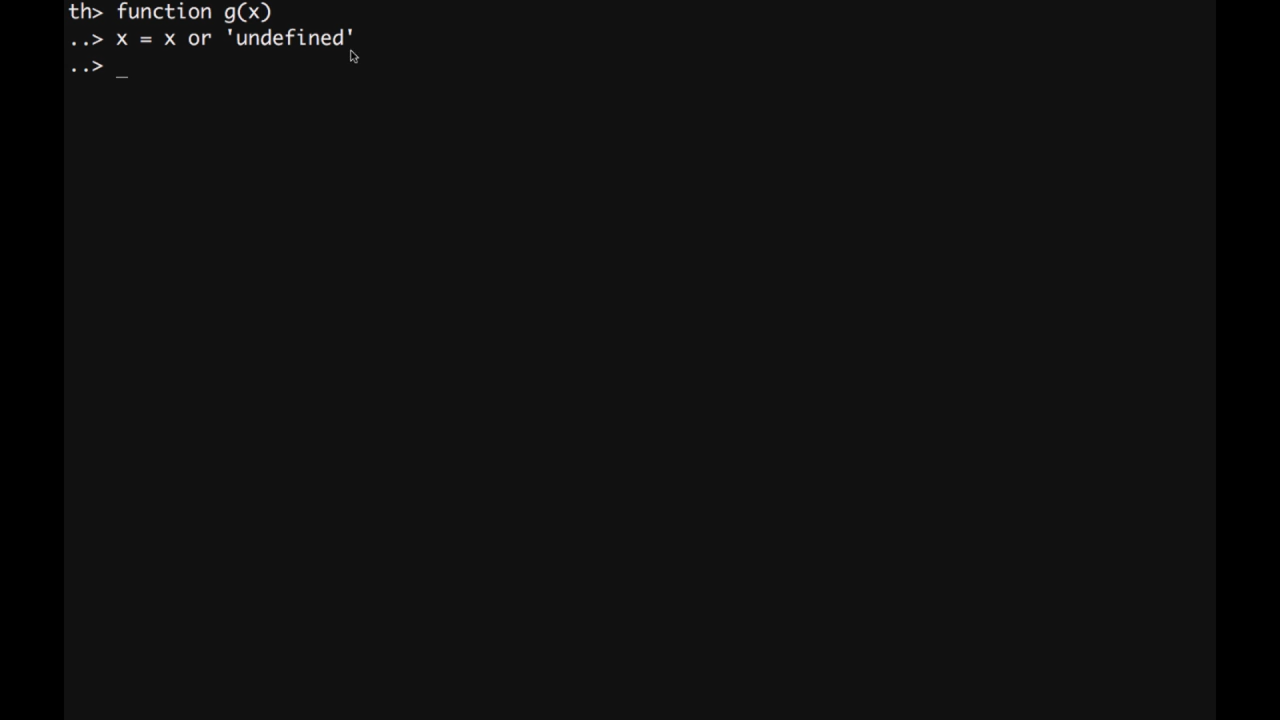 th> function g(x)
..> x = x or 'undefined'
..> _